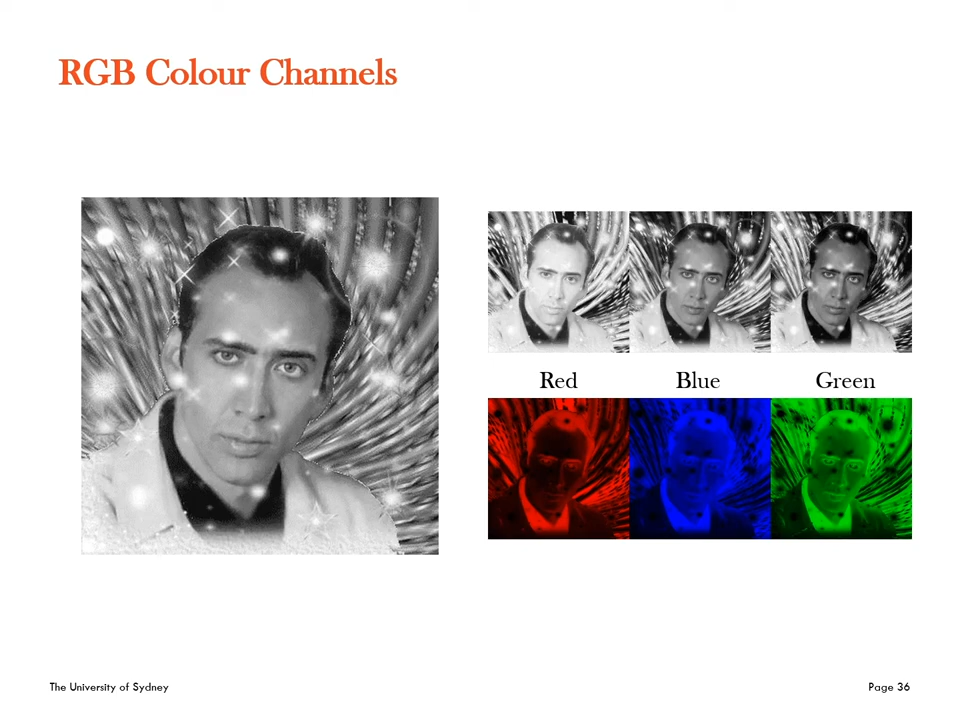 RGB Colour Channels
Red Blue Green
The University of Sydney Page 36